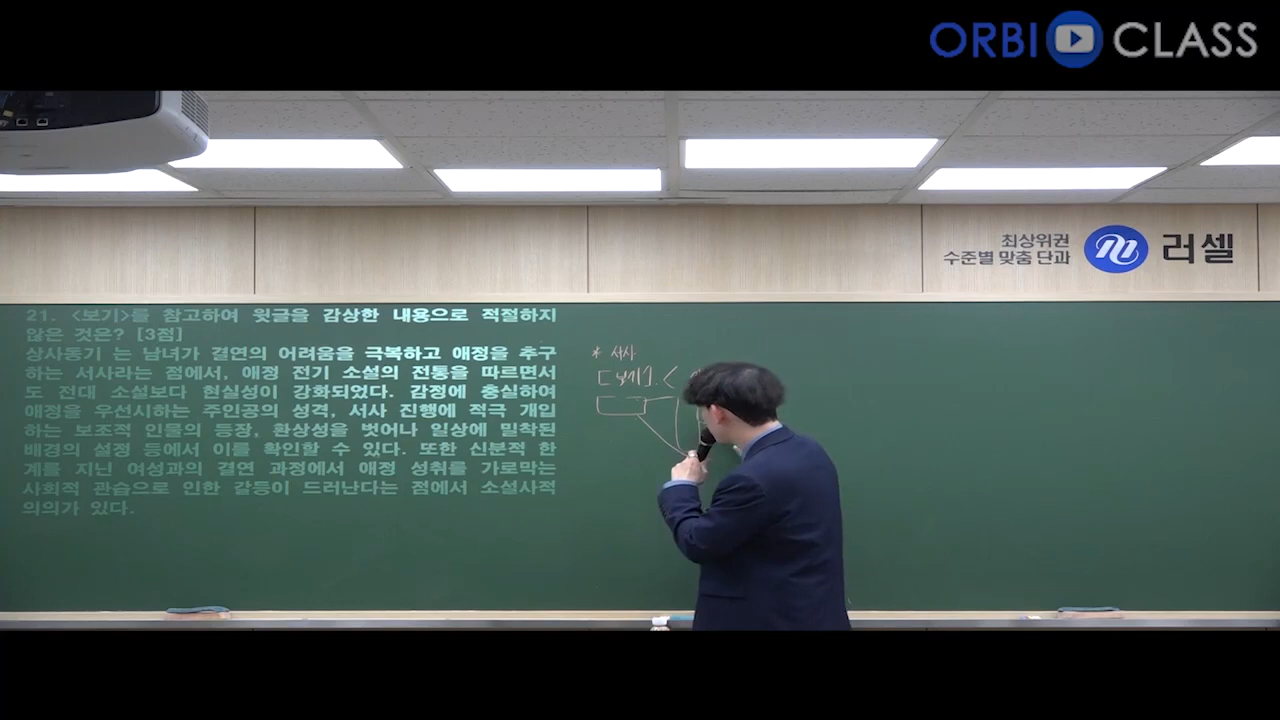 ORBI CLASS
최상위권
수준별 맞춤 단과
러셀
21. <보기>를 참고하여 윗글을 감상한 내용으로 적절하지
않은 것은? [3점]
상사동기 는 남녀가 결연의 어려움을 극복하고 애정을 추구
하는 서사라는 점에서, 애정 전기 소설의 전통을 따르면서
도 전대 소설보다 현실성이 강화되었다. 감정에 충실하여
애정을 우선시하는 주인공의 성격, 서사 진행에 적극 개입
하는 보조적 인물의 등장, 환상성을 벗어나 일상에 밀착된
배경의 설정 등에서 이를 확인할 수 있다. 또한 신분적 한
계를 지닌 여성과의 결연 과정에서 애정 성취를 가로막는
사회적 관습으로 인한 갈등이 드러난다는 점에서 소설사적
의의가 있다.
* 서사